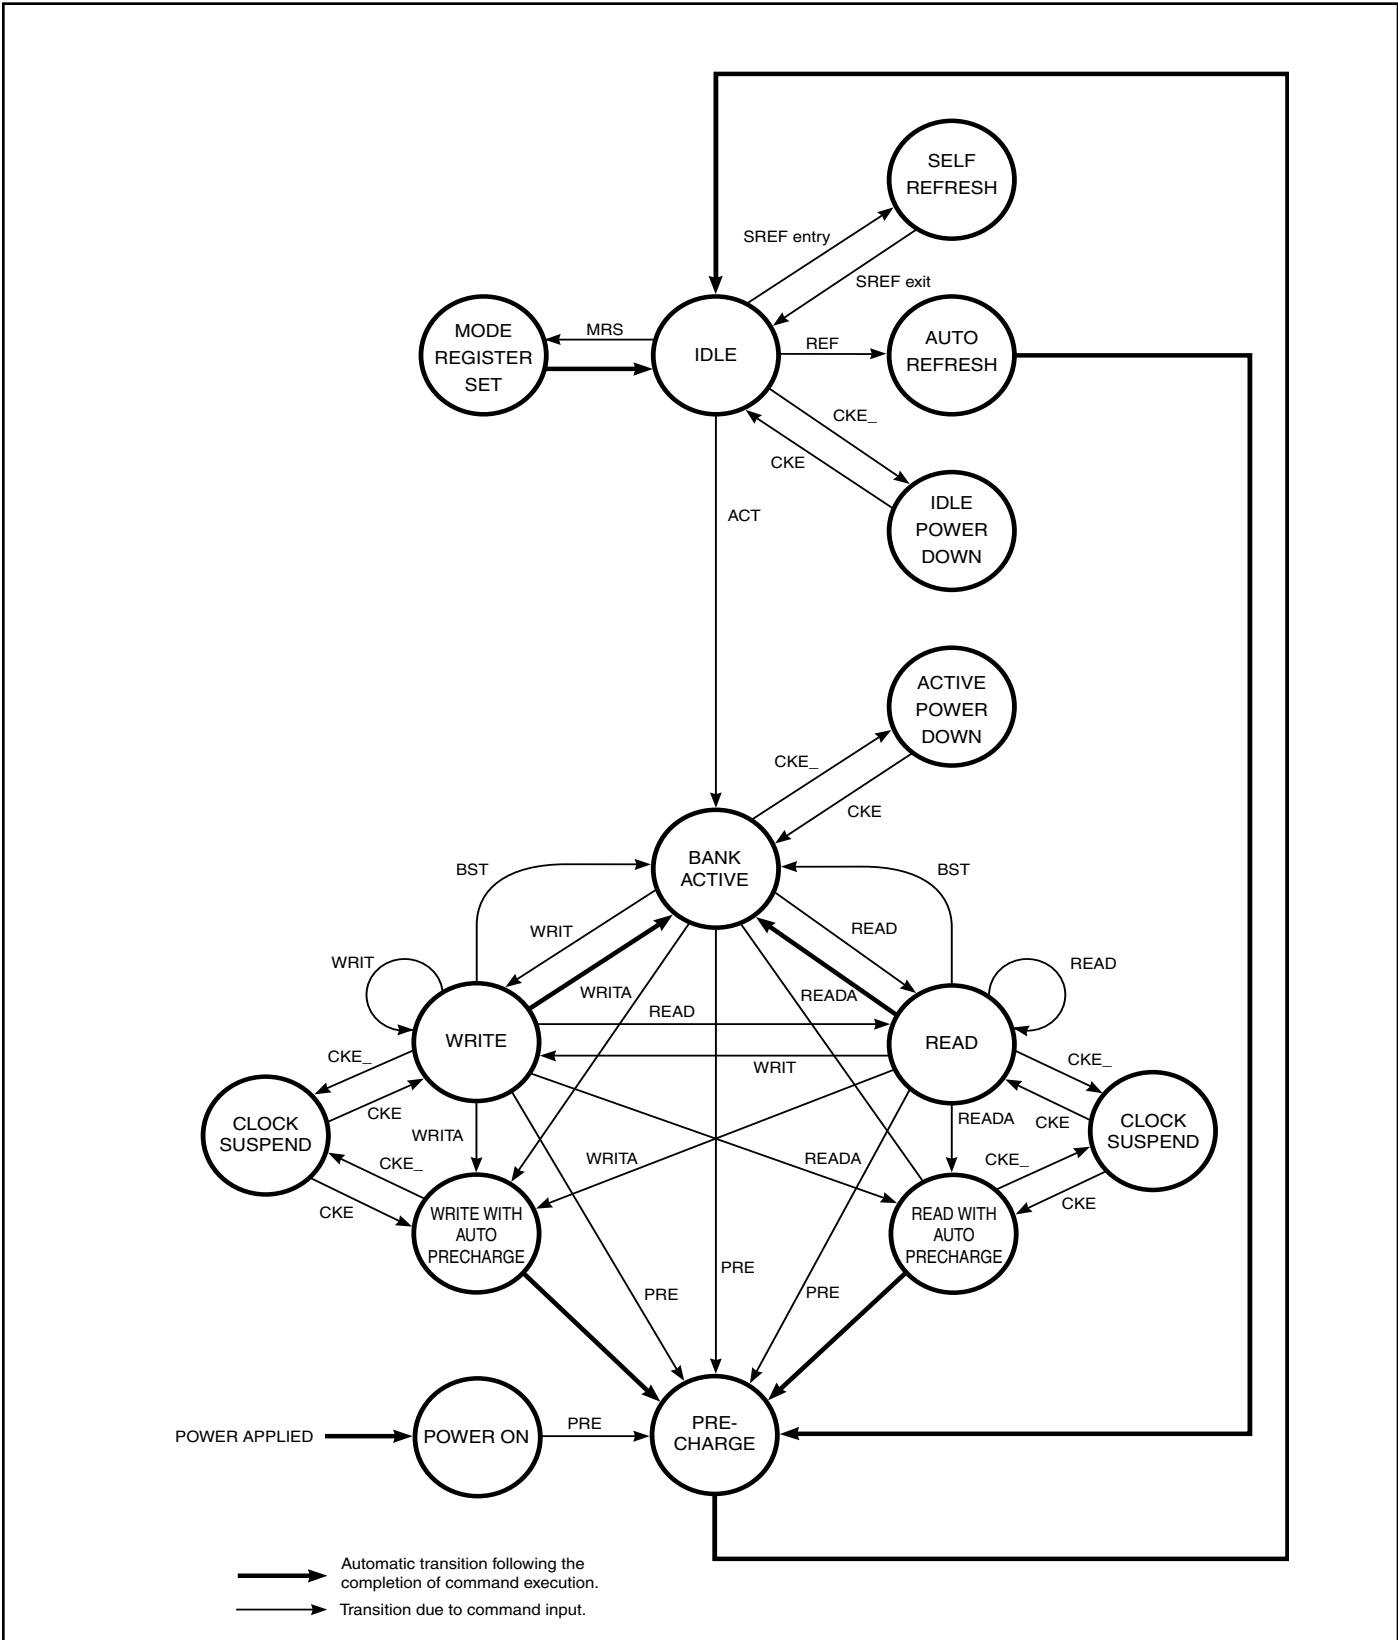 SELF
REFRESH
SREF entry
SREF exit
MODE
REGISTER
SET
MRS
IDLE
REF
AUTO
REFRESH
CKE_
CKE
IDLE
POWER
DOWN
ACT
ACTIVE
POWER
DOWN
CKE_
CKE
BANK
ACTIVE
BST
BST
WRIT
READ
WRIT
WRITA
READA
READ
READ
WRITE
READ
WRIT
CKE_
CKE_
CKE
CKE
CLOCK
SUSPEND
CLOCK
SUSPEND
WRITA
READA
CKE_
WRITA
READA
CKE_
CKE
CKE
WRITE WITH
AUTO
PRECHARGE
READ WITH
AUTO
PRECHARGE
PRE
PRE
PRE
POWER APPLIED
POWER ON
PRE
PRE-
CHARGE
Automatic transition following the
completion of command execution.
Transition due to command input.